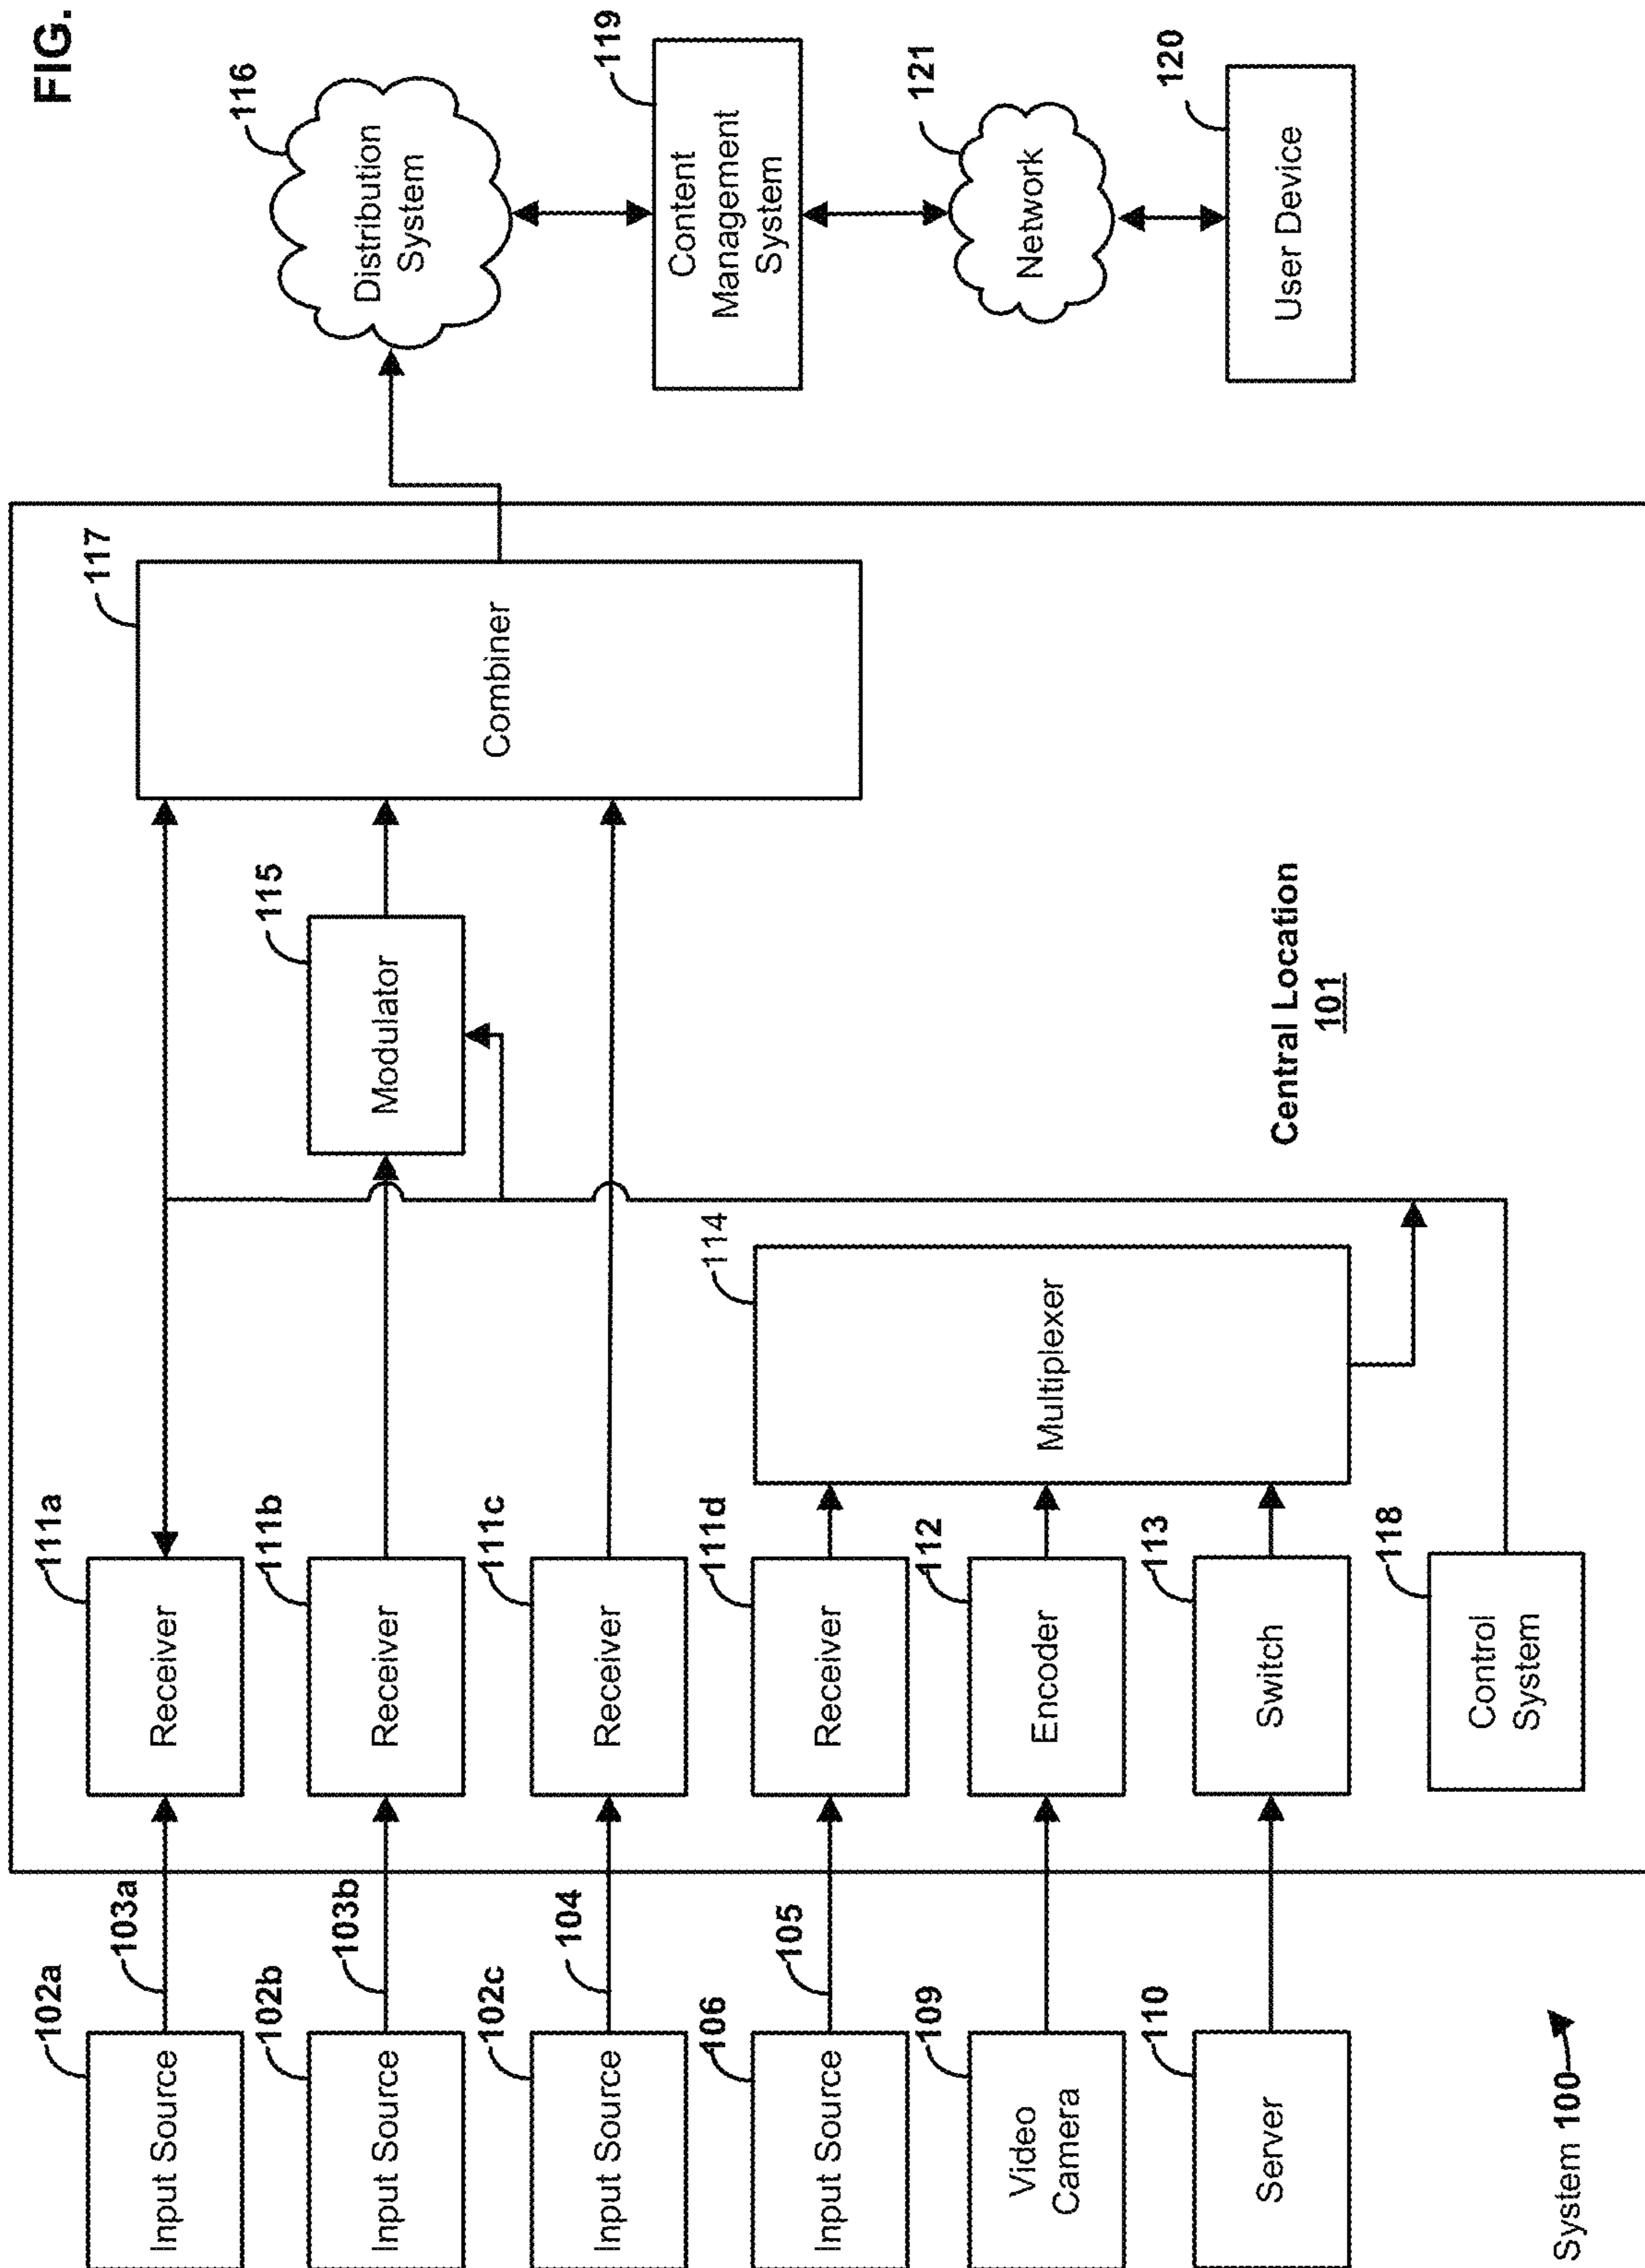 FIG.
102a
Input Source
103a
111a
Receiver
102b
Input Source
103b
111b
Receiver
115
Modulator
102c
Input Source
104
111c
Receiver
106
Input Source
105
111d
Receiver
109
Video
Camera
112
Encoder
110
Server
113
Switch
114
Multiplexer
118
Control
System
117
Combiner
116
Distribution
System
119
Content
Management
System
121
Network
120
User Device
Central Location
101
System 100